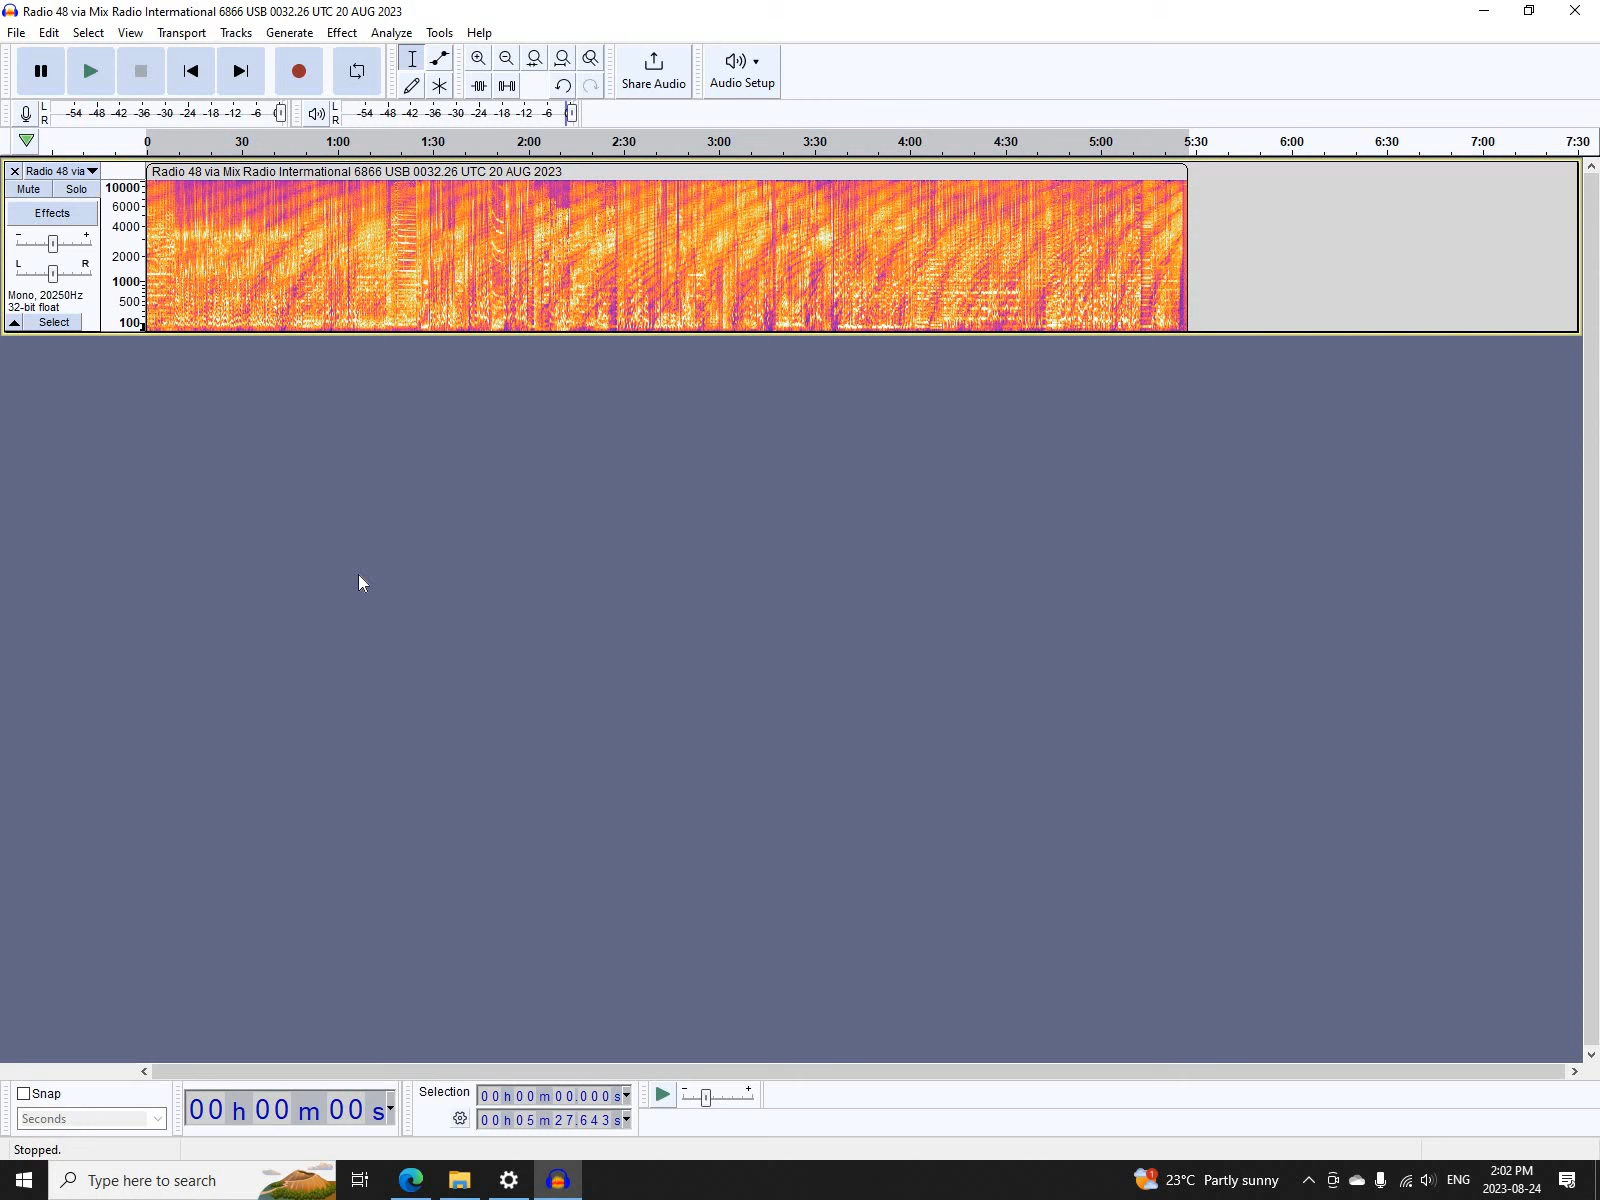 Radio 48 via Mix Radio International 6866 USB 0032.26 UTC 20 AUG 2023
File Edit Select View Transport Tracks Generate Effect Analyze Tools Help
Share Audio
Audio Setup
L
R
-54 -48 -42 -36 -30 -24 -18 -12 -6
L
R
-54 -48 -42 -36 -30 -24 -18 -12 -6
0 30 1:00 1:30 2:00 2:30 3:00 3:30 4:00 4:30 5:00 5:30 6:00 6:30 7:00 7:30
Radio 48 via
Mute Solo
Effects
- +
L R
Mono, 20250Hz
32-bit float
Select
10000
6000
4000
2000
1000
500
100
Radio 48 via Mix Radio International 6866 USB 0032.26 UTC 20 AUG 2023
Snap
Seconds
00 h 00 m 00 s
Selection
00 h 00 m 00.000 s
00 h 05 m 27.643 s
- +
Stopped.
Type here to search
1
23°C Partly sunny
ENG
2:02 PM
2023-08-24